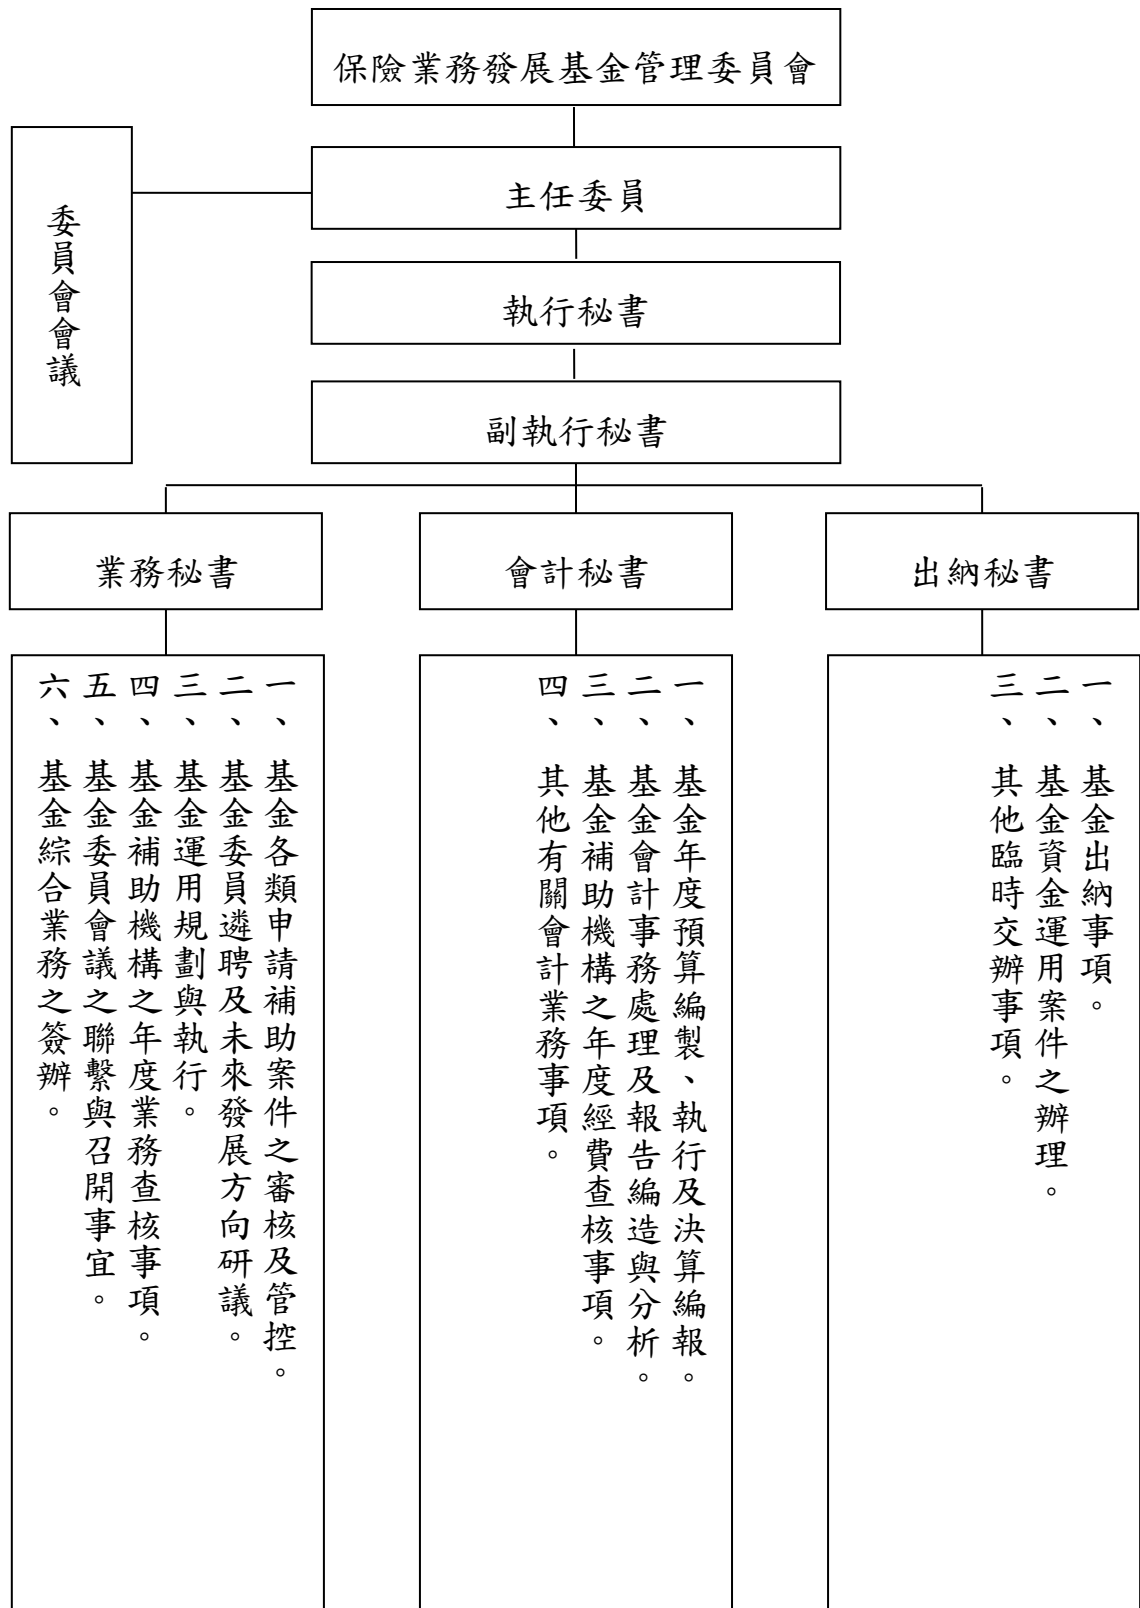 保險業務發展基金管理委員會
委員會會議
主任委員
執行秘書
副執行秘書
業務秘書
會計秘書
出納秘書
一、基金各類申請補助案件之審核及管控。
二、基金委員遴聘及未來發展方向研議。
三、基金運用規劃與執行。
四、基金補助機構之年度業務查核事項。
五、基金委員會議之聯繫與召開事宜。
六、基金綜合業務之簽辦。
一、基金年度預算編製、執行及決算編報。
二、基金會計事務處理及報告編造與分析。
三、基金補助機構之年度經費查核事項。
四、其他有關會計業務事項。
一、基金出納事項。
二、基金資金運用案件之辦理。
三、其他臨時交辦事項。